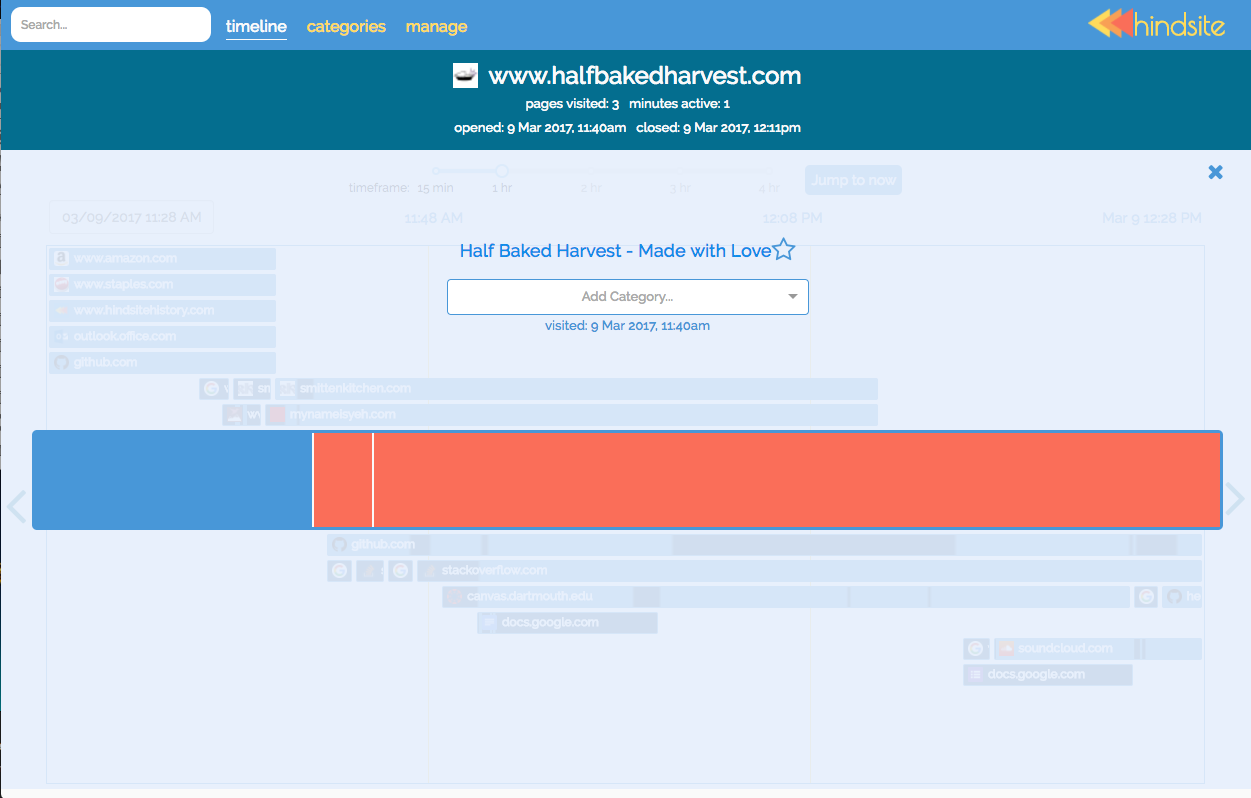 Search...
timeline
categories
manage
hindsite
www.halfbakedharvest.com
pages visited: 3 minutes active: 1
opened: 9 Mar 2017, 11:40am closed: 9 Mar 2017, 12:11pm
timeframe: 15 min 1 hr 2 hr 3 hr 4 hr
Jump to now
03/09/2017 11:28 AM
11:48 AM
12:08 PM
Mar 9 12:28 PM
Half Baked Harvest - Made with Love
Add Category...
visited: 9 Mar 2017, 11:40am
www.amazon.com
www.staples.com
www.hindsitehistory.com
outlook.office.com
github.com
sm
smittenkitchen.com
mynameisyeh.com
github.com
stackoverflow.com
canvas.dartmouth.edu
he
docs.google.com
soundcloud.com
docs.google.com